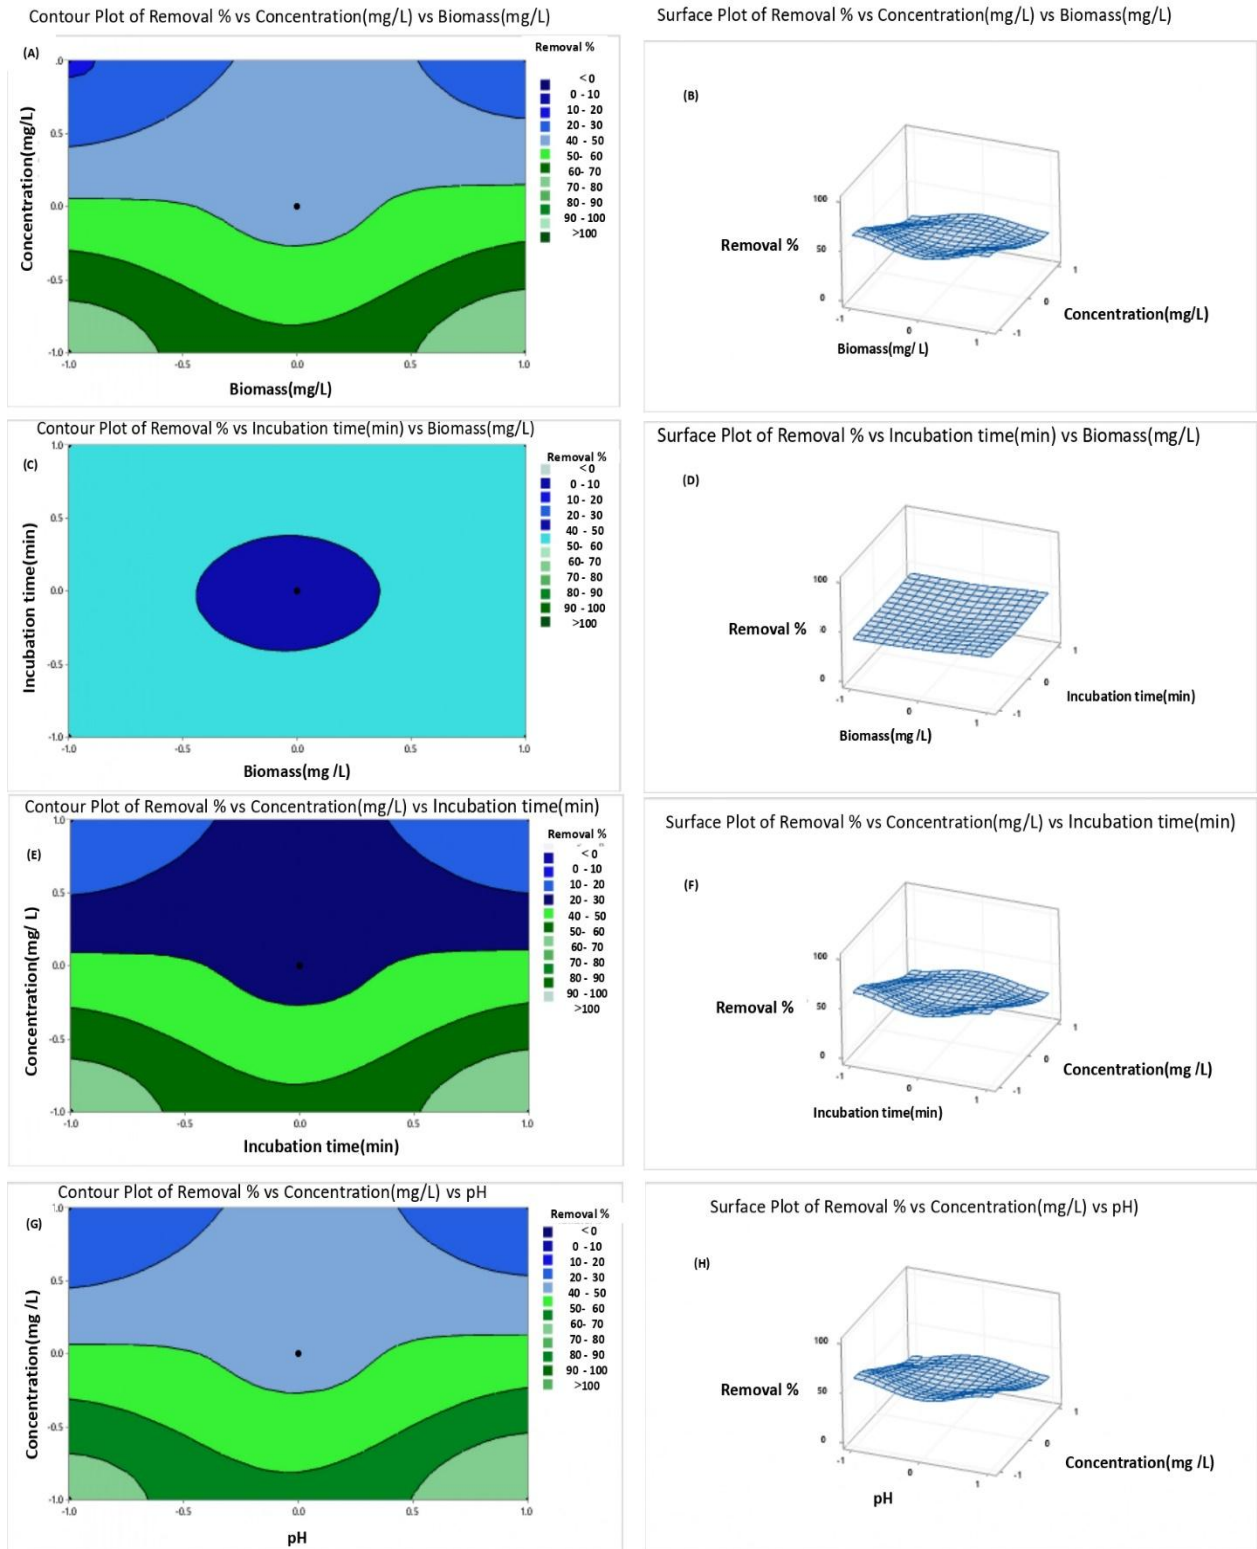 Contour Plot of Removal % vs Concentration(mg/L) vs Biomass(mg/L)
(A)
Removal %
< 0
0 - 10
10 - 20
20 - 30
40 - 50
50- 60
60- 70
70 - 80
80 - 90
90 - 100
>100
.0
0.5
0.0
-0.5
-1.0
Concentration(mg/L)
-1.0 -0.5 0.0 0.5 1.0
Biomass(mg/L)
Surface Plot of Removal % vs Concentration(mg/L) vs Biomass(mg/L)
(B)
100
50
0
Removal %
-1 0 1
Biomass(mg/ L)
1
0
-1
Concentration(mg/L)
Contour Plot of Removal % vs Incubation time(min) vs Biomass(mg/L)
(C)
Removal %
< 0
0 - 10
10 - 20
20 - 30
40 - 50
50- 60
60- 70
70 - 80
80 - 90
90 - 100
>100
1.0
0.5
0.0
-0.5
-1.0
Incubation time(min)
-1.0 -0.5 0.0 0.5 1.0
Biomass(mg /L)
Surface Plot of Removal % vs Incubation time(min) vs Biomass(mg/L)
(D)
100
0
Removal %
-1 0 1
Biomass(mg /L)
1
0
-1
Incubation time(min)
Contour Plot of Removal % vs Concentration(mg/L) vs Incubation time(min)
(E)
Removal %
< 0
0 - 10
10 - 20
20 - 30
40 - 50
50- 60
60- 70
70 - 80
80 - 90
90 - 100
>100
1.0
0.5
0.0
-0.5
-1.0
Concentration(mg/ L)
-1.0 -0.5 0.0 0.5 1.0
Incubation time(min)
Surface Plot of Removal % vs Concentration(mg/L) vs Incubation time(min)
(F)
100
50
0
Removal %
-1 0 1
Incubation time(min)
1
0
-1
Concentration(mg /L)
Contour Plot of Removal % vs Concentration(mg/L) vs pH
(G)
Removal %
< 0
0 - 10
10 - 20
20 - 30
40 - 50
50- 60
60- 70
70 - 80
80 - 90
90 - 100
>100
1.0
0.5
0.0
-0.5
-1.0
Concentration(mg /L)
-1.0 -0.5 0.0 0.5 1.0
pH
Surface Plot of Removal % vs Concentration(mg/L) vs pH)
(H)
100
50
0
Removal %
-1 0 1
pH
1
0
-1
Concentration(mg /L)